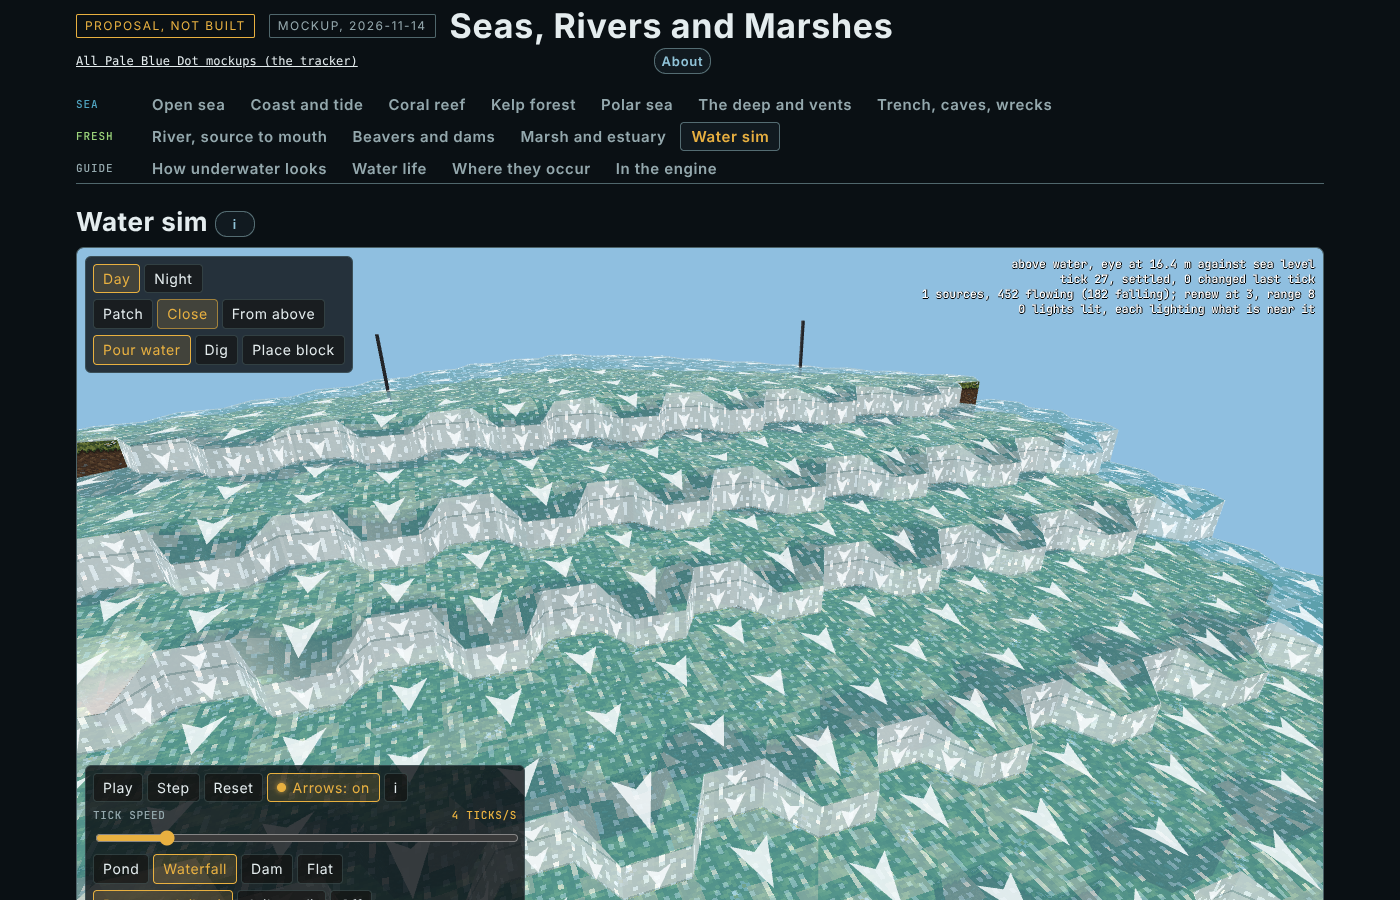 PROPOSAL, NOT BUILT
MOCKUP, 2026-11-14
Seas, Rivers and Marshes
All Pale Blue Dot mockups (the tracker)
About
SEA
Open sea
Coast and tide
Coral reef
Kelp forest
Polar sea
The deep and vents
Trench, caves, wrecks
FRESH
River, source to mouth
Beavers and dams
Marsh and estuary
Water sim
GUIDE
How underwater looks
Water life
Where they occur
In the engine
Water sim
i
Day
Night
Patch
Close
From above
Pour water
Dig
Place block
above water, eye at 16.4 m against sea level
tick 27, settled, 0 changed last tick
1 sources, 452 flowing (182 falling); renew at 3, range 8
0 lights lit, each lighting what is near it
Play
Step
Reset
Arrows: on
i
TICK SPEED
4 TICKS/S
Pond
Waterfall
Dam
Flat